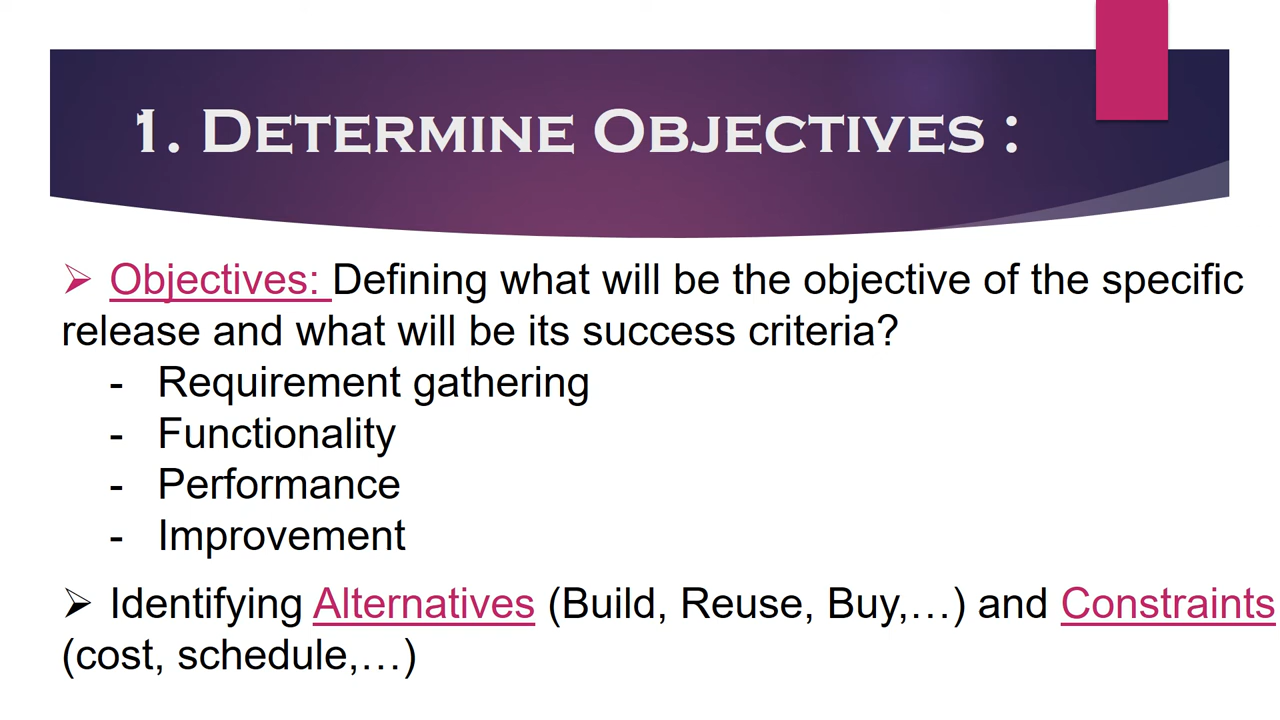 1. Determine Objectives :
➢ Objectives: Defining what will be the objective of the specific
release and what will be its success criteria?
- Requirement gathering
- Functionality
- Performance
- Improvement
➢ Identifying Alternatives (Build, Reuse, Buy,…) and Constraints
(cost, schedule,…)